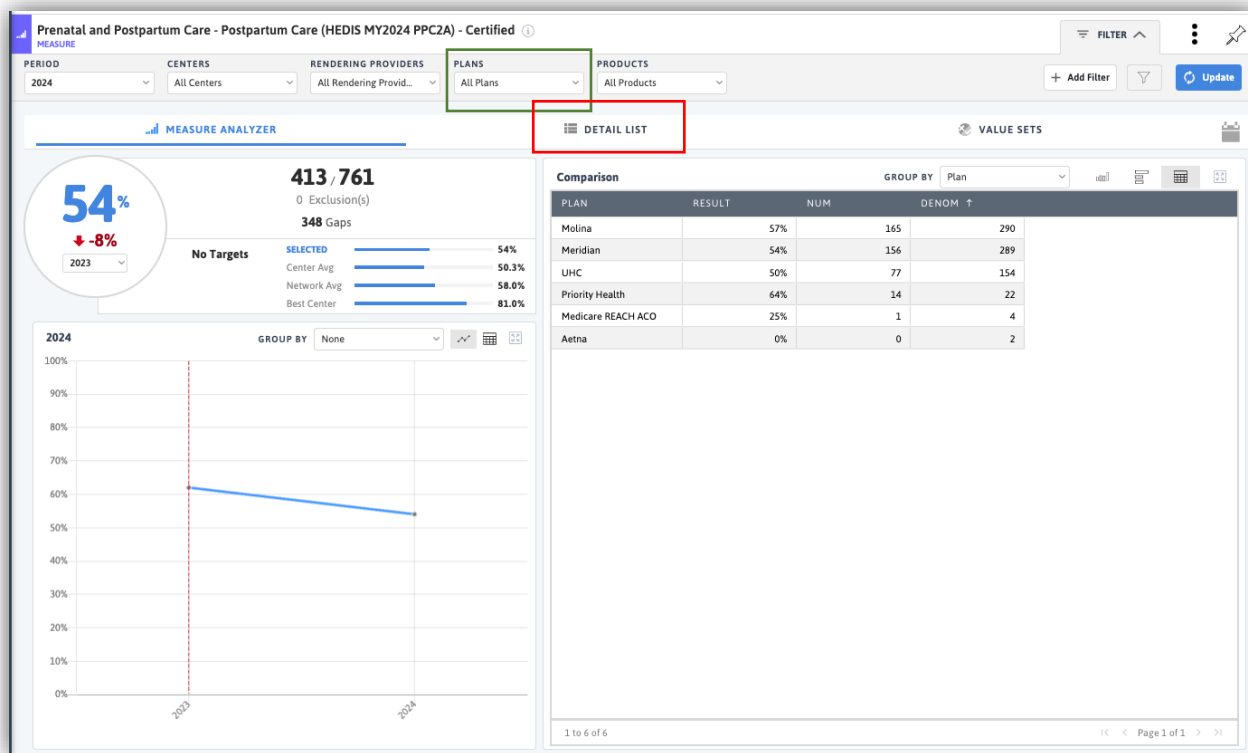 Prenatal and Postpartum Care - Postpartum Care (HEDIS MY2024 PPC2A) - Certified
MEASURE
FILTER
PERIOD CENTERS RENDERING PROVIDERS PLANS PRODUCTS
2024 All Centers All Rendering Provid... All Plans All Products
+ Add Filter Update
MEASURE ANALYZER DETAIL LIST VALUE SETS
54%
-8%
2023
413 / 761
0 Exclusion(s)
348 Gaps
No Targets
SELECTED 54%
Center Avg 50.3%
Network Avg 58.0%
Best Center 81.0%
2024 GROUP BY None
100%
90%
80%
70%
60%
50%
40%
30%
20%
10%
0%
2023 2024
Comparison GROUP BY Plan
PLAN RESULT NUM DENOM ↑
Molina 57% 165 290
Meridian 54% 156 289
UHC 50% 77 154
Priority Health 64% 14 22
Medicare REACH ACO 25% 1 4
Aetna 0% 0 2
1 to 6 of 6 Page 1 of 1